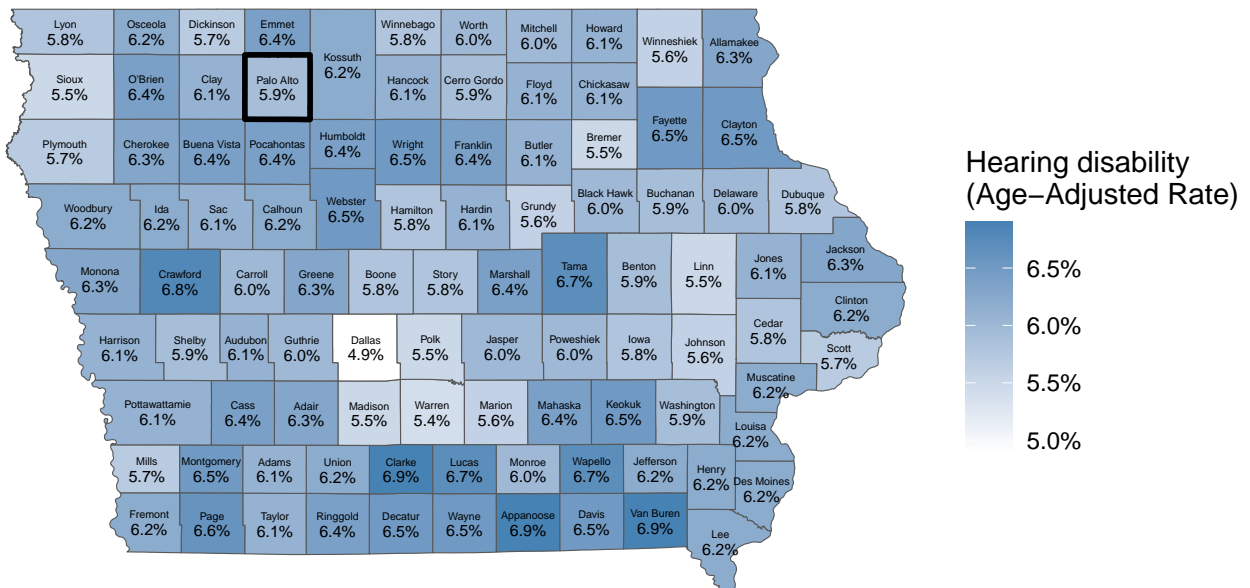 Lyon
5.8%
Osceola
6.2%
Dickinson
5.7%
Emmet
6.4%
Kossuth
6.2%
Winnebago
5.8%
Worth
6.0%
Mitchell
6.0%
Howard
6.1%
Winneshiek
5.6%
Allamakee
6.3%
Sioux
5.5%
O'Brien
6.4%
Clay
6.1%
Palo Alto
5.9%
Hancock
6.1%
Cerro Gordo
5.9%
Floyd
6.1%
Chickasaw
6.1%
Fayette
6.5%
Clayton
6.5%
Plymouth
5.7%
Cherokee
6.3%
Buena Vista
6.4%
Pocahontas
6.4%
Humboldt
6.4%
Wright
6.5%
Franklin
6.4%
Butler
6.1%
Bremer
5.5%
Woodbury
6.2%
Ida
6.2%
Sac
6.1%
Calhoun
6.2%
Webster
6.5%
Hamilton
5.8%
Hardin
6.1%
Grundy
5.6%
Black Hawk
6.0%
Buchanan
5.9%
Delaware
6.0%
Dubuque
5.8%
Monona
6.3%
Crawford
6.8%
Carroll
6.0%
Greene
6.3%
Boone
5.8%
Story
5.8%
Marshall
6.4%
Tama
6.7%
Benton
5.9%
Linn
5.5%
Jones
6.1%
Jackson
6.3%
Clinton
6.2%
Harrison
6.1%
Shelby
5.9%
Audubon
6.1%
Guthrie
6.0%
Dallas
4.9%
Polk
5.5%
Jasper
6.0%
Poweshiek
6.0%
Iowa
5.8%
Johnson
5.6%
Cedar
5.8%
Scott
5.7%
Muscatine
6.2%
Pottawattamie
6.1%
Cass
6.4%
Adair
6.3%
Madison
5.5%
Warren
5.4%
Marion
5.6%
Mahaska
6.4%
Keokuk
6.5%
Washington
5.9%
Louisa
6.2%
Mills
5.7%
Montgomery
6.5%
Adams
6.1%
Union
6.2%
Clarke
6.9%
Lucas
6.7%
Monroe
6.0%
Wapello
6.7%
Jefferson
6.2%
Henry
6.2%
Des Moines
6.2%
Fremont
6.2%
Page
6.6%
Taylor
6.1%
Ringgold
6.4%
Decatur
6.5%
Wayne
6.5%
Appanoose
6.9%
Davis
6.5%
Van Buren
6.9%
Lee
6.2%
Hearing disability
(Age−Adjusted Rate)
6.5%
6.0%
5.5%
5.0%